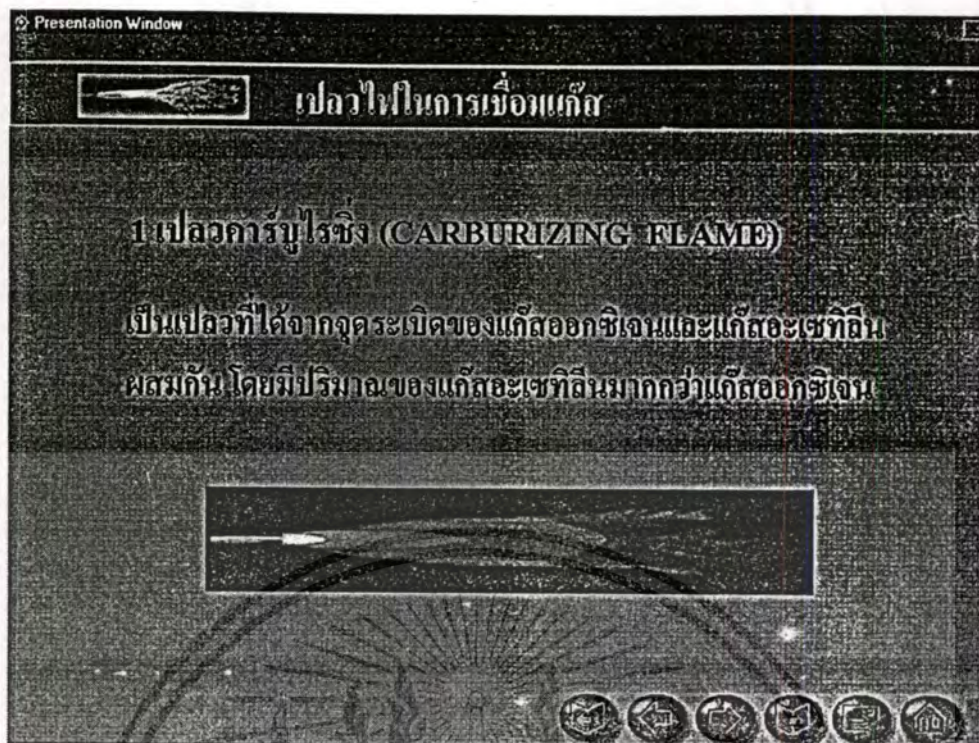 Presentation Window
เปลวไฟในการเชื่อมแก๊ส
1 เปลวคาร์บูไรซิ่ง (CARBURIZING FLAME)
เป็นเปลวที่ได้จากจุดระเบิดของแก๊สออกซิเจนและแก๊สอะเซทิลีน
ผสมกัน โดยมีปริมาณของแก๊สอะเซทิลีนมากกว่าแก๊สออกซิเจน